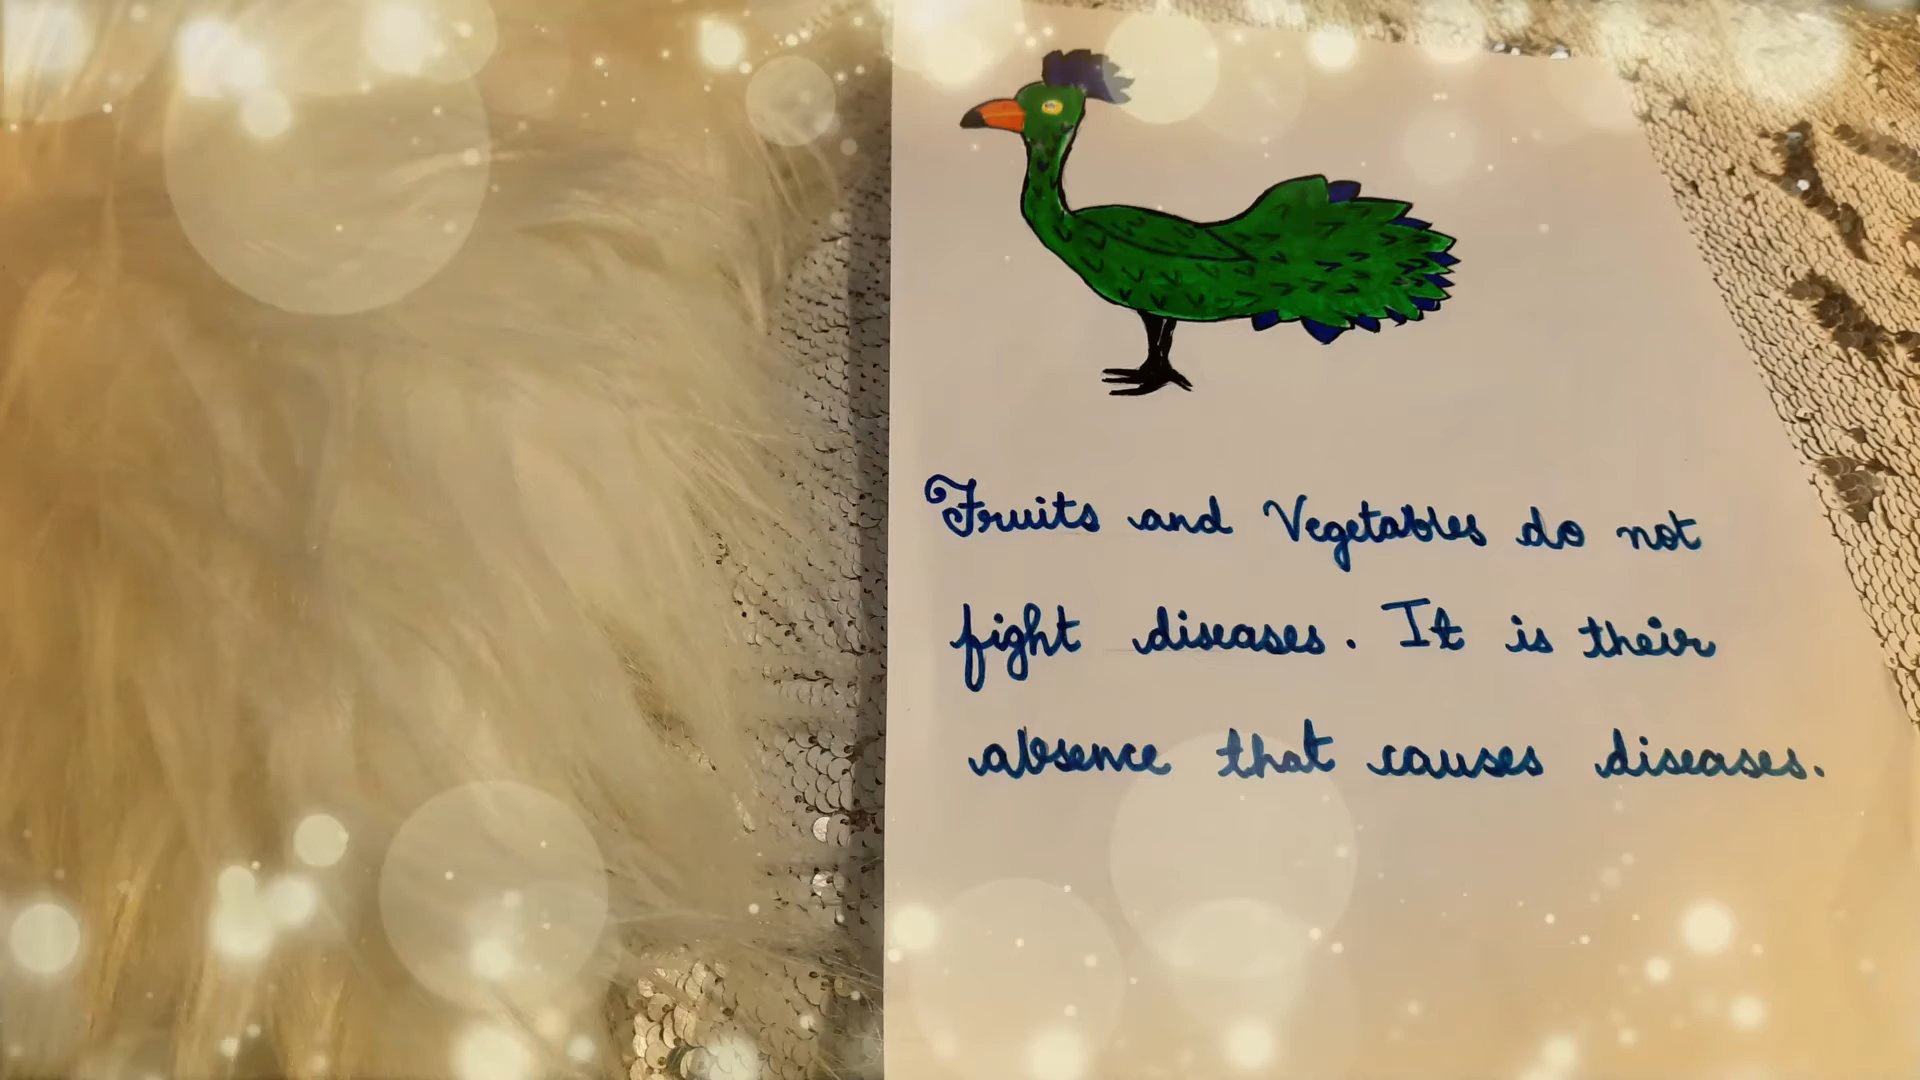 Fruits and Vegetables do not
fight diseases. It is their
absence that causes diseases.